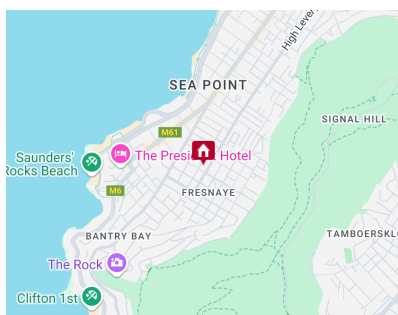 High Level
SEA POINT
SIGNAL HILL
M61
The President Hotel
Saunders'
Rocks Beach
M6
FRESNAYE
BANTRY BAY
TAMBOERSKL
The Rock
Clifton 1st